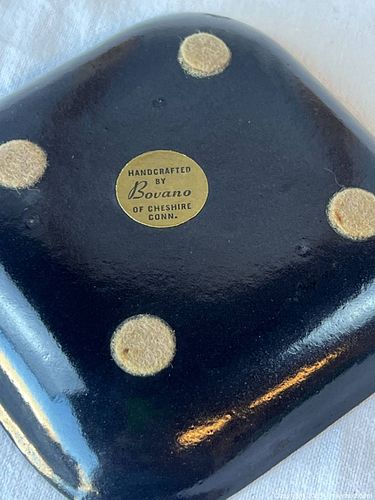 HANDCRAFTED
BY
Bovano
OF CHESHIRE
CONN.